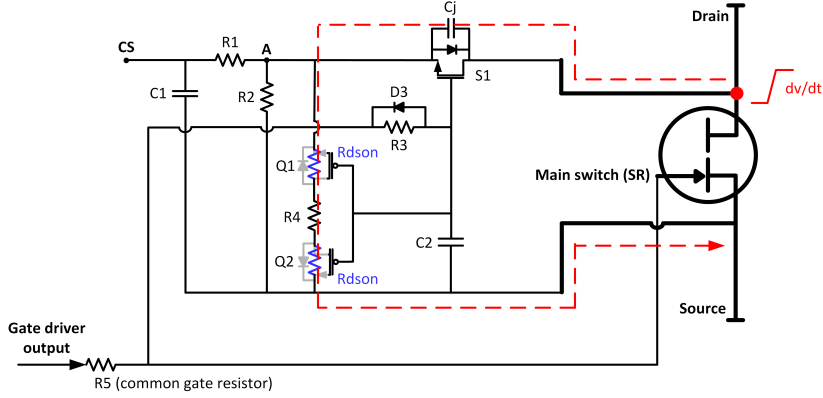 Cj
Drain
CS
R1
A
S1
dv/dt
C1
R2
D3
R3
Q1
Rdson
Main switch (SR)
R4
C2
Q2
Rdson
Source
Gate driver
output
R5 (common gate resistor)